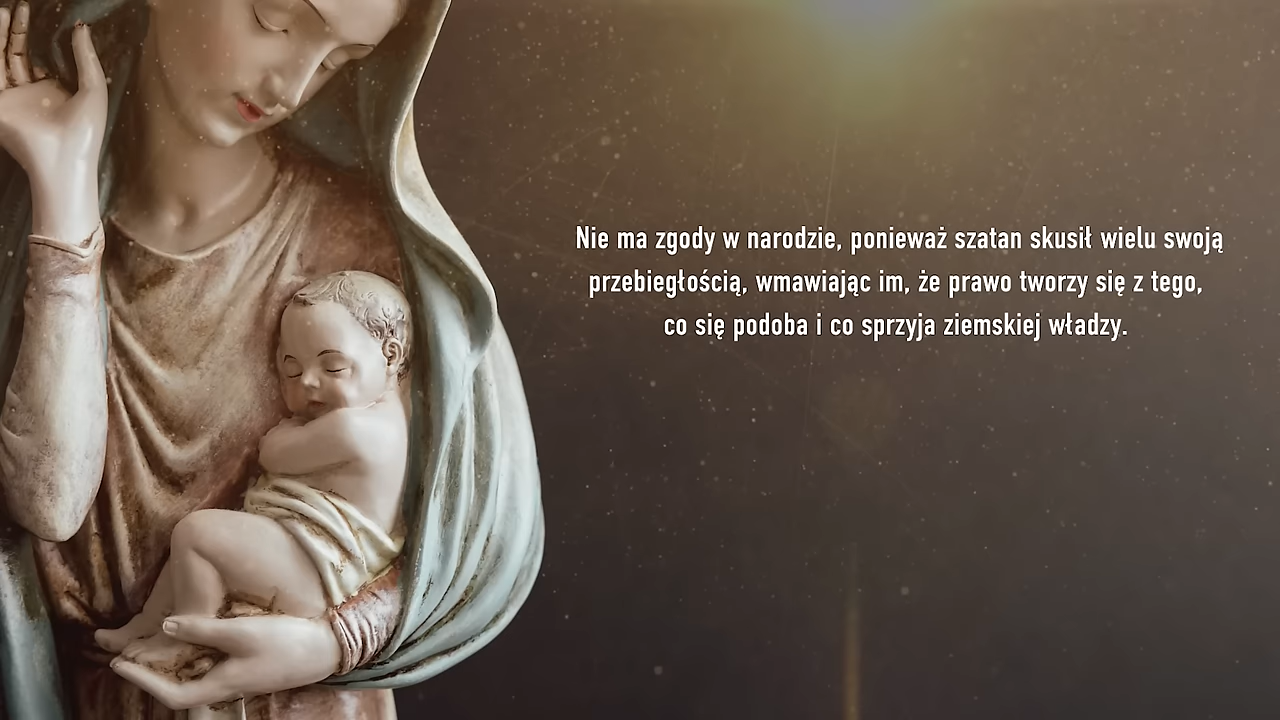 Nie ma zgody w narodzie, ponieważ szatan skusił wielu swoją
przebiegłością, wmawiając im, że prawo tworzy się z tego,
co się podoba i co sprzyja ziemskiej władzy.